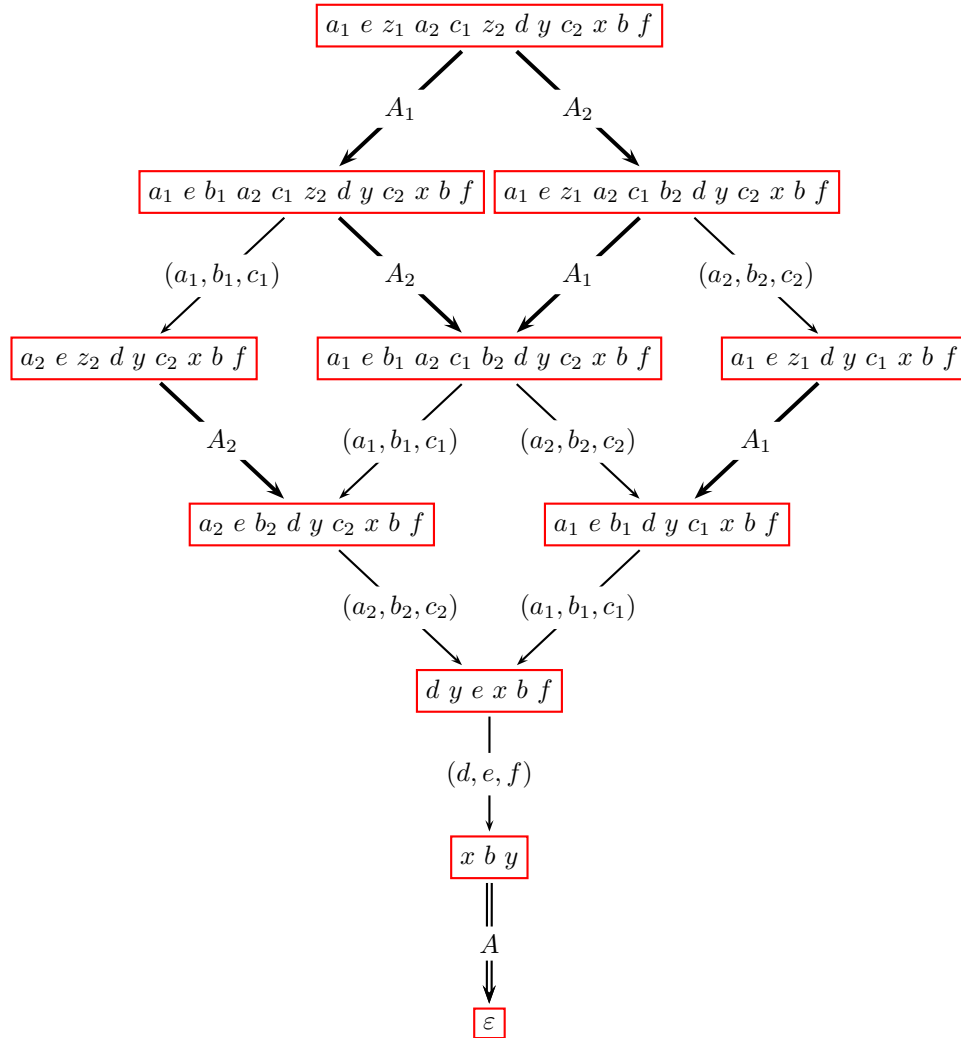 a₁ e z₁ a₂ c₁ z₂ d y c₂ x b f
A₁ A₂
a₁ e b₁ a₂ c₁ z₂ d y c₂ x b f a₁ e z₁ a₂ c₁ b₂ d y c₂ x b f
(a₁, b₁, c₁) A₂ A₁ (a₂, b₂, c₂)
a₂ e z₂ d y c₂ x b f a₁ e b₁ a₂ c₁ b₂ d y c₂ x b f a₁ e z₁ d y c₁ x b f
A₂ (a₁, b₁, c₁) (a₂, b₂, c₂) A₁
a₂ e b₂ d y c₂ x b f a₁ e b₁ d y c₁ x b f
(a₂, b₂, c₂) (a₁, b₁, c₁)
d y e x b f
(d, e, f)
x b y
A
ε